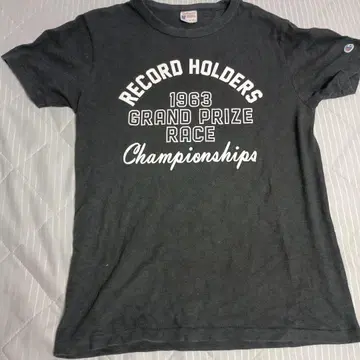 RECORD HOLDERS
1963
GRAND PRIZE
RACE
Championships